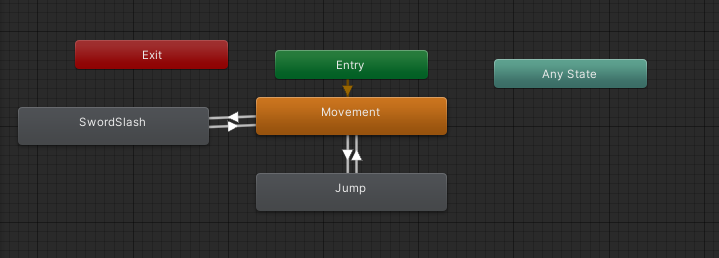 Exit
Entry
Any State
SwordSlash
Movement
Jump